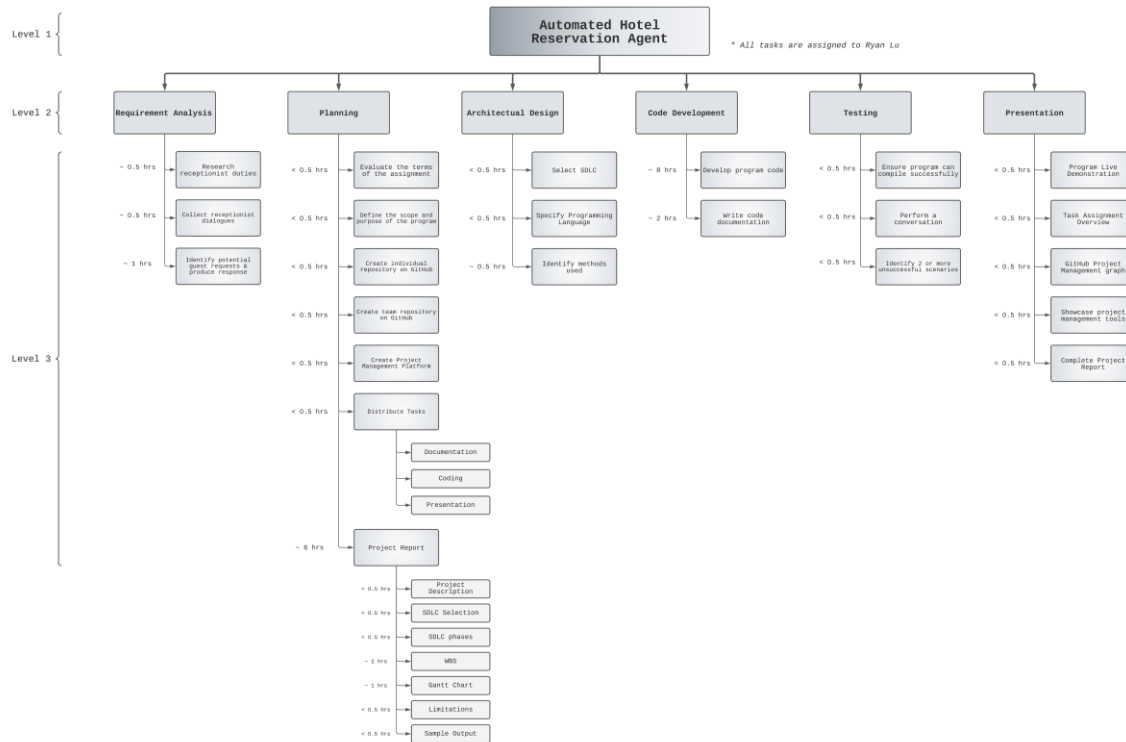 Level 1
Automated Hotel
Reservation Agent
* All tasks are assigned to Ryan Lu
Level 2
Requirement Analysis
Planning
Architectual Design
Code Development
Testing
Presentation
Level 3
~ 0.5 hrs
Research
receptionist duties
~ 0.5 hrs
Collect receptionist
dialogues
~ 1 hrs
Identify potential
guest requests &
produce response
< 0.5 hrs
Evaluate the terms
of the assignment
< 0.5 hrs
Define the scope and
purpose of the program
< 0.5 hrs
Create individual
repository on GitHub
< 0.5 hrs
Create team repository
on GitHub
< 0.5 hrs
Create Project
Management Platform
< 0.5 hrs
Distribute Tasks
Documentation
Coding
Presentation
~ 6 hrs
Project Report
< 0.5 hrs
Project
Description
< 0.5 hrs
SDLC Selection
< 0.5 hrs
SDLC phases
~ 2 hrs
WBS
~ 1 hrs
Gantt Chart
< 0.5 hrs
Limitations
< 0.5 hrs
Sample Output
< 0.5 hrs
Select SDLC
< 0.5 hrs
Specify Programming
Language
~ 0.5 hrs
Identify methods
used
~ 8 hrs
Develop program code
~ 2 hrs
Write code
documentation
< 0.5 hrs
Ensure program can
compile successfully
< 0.5 hrs
Perform a
conversation
< 0.5 hrs
Identify 2 or more
unsuccessful scenarios
< 0.5 hrs
Program Live
Demonstration
< 0.5 hrs
Task Assignment
Overview
< 0.5 hrs
GitHub Project
Management graph
< 0.5 hrs
Showcase project
management tools
< 0.5 hrs
Complete Project
Report